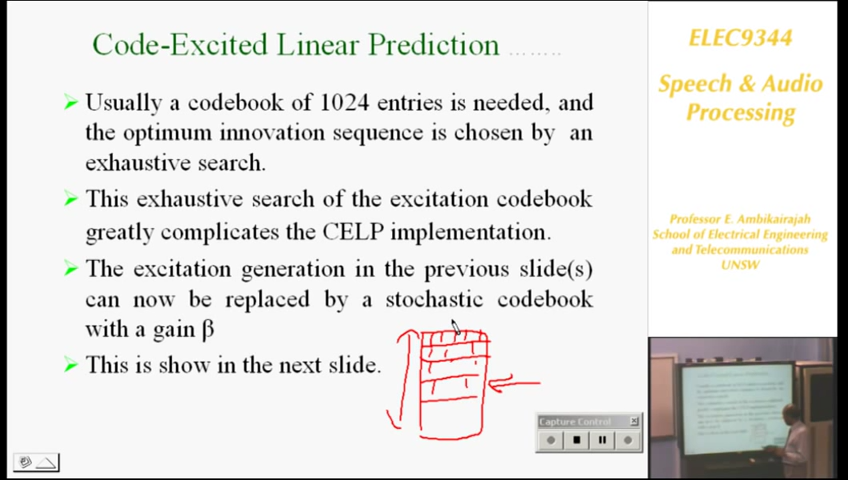 Code-Excited Linear Prediction ........
Usually a codebook of 1024 entries is needed, and
the optimum innovation sequence is chosen by an
exhaustive search.
This exhaustive search of the excitation codebook
greatly complicates the CELP implementation.
The excitation generation in the previous slide(s)
can now be replaced by a stochastic codebook
with a gain β
This is show in the next slide.
Capture Control
ELEC9344
Speech & Audio
Processing
Professor E. Ambikairajah
School of Electrical Engineering
and Telecommunications
UNSW